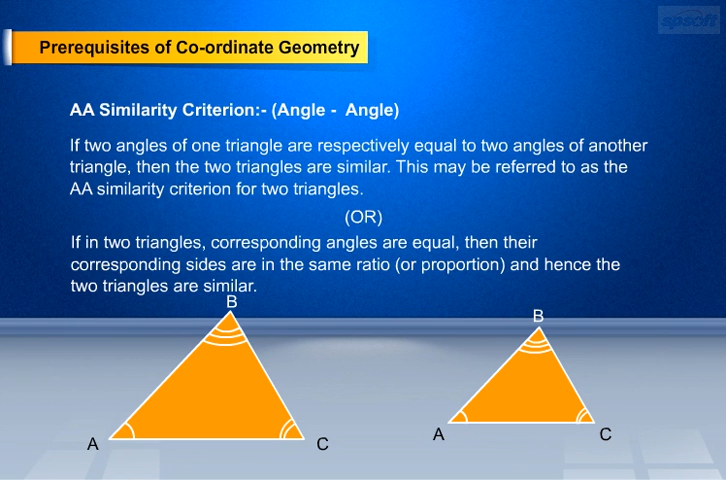 spsoft
Prerequisites of Co-ordinate Geometry
AA Similarity Criterion:- (Angle - Angle)
If two angles of one triangle are respectively equal to two angles of another
triangle, then the two triangles are similar. This may be referred to as the
AA similarity criterion for two triangles.
(OR)
If in two triangles, corresponding angles are equal, then their
corresponding sides are in the same ratio (or proportion) and hence the
two triangles are similar.
B
B
A
C
A
C